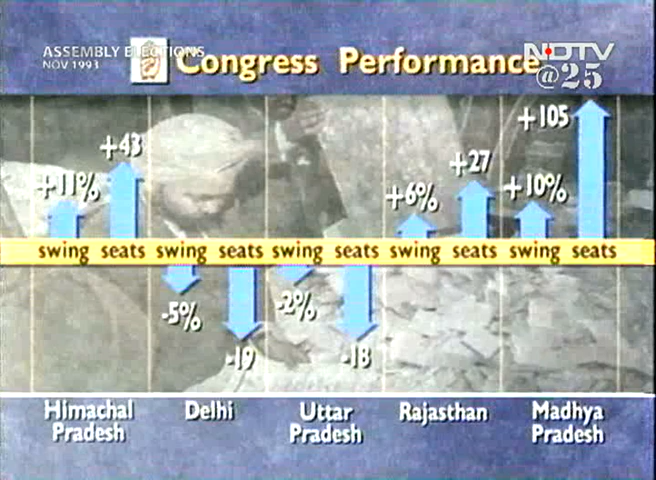 ASSEMBLY ELECTIONS
NOV 1993
Congress Performance
NDTV
@25
+11%
+43
-5%
-19
-2%
-18
+6%
+27
+10%
+105
swing seats swing seats swing seats swing seats swing seats
Himachal
Pradesh
Delhi
Uttar
Pradesh
Rajasthan
Madhya
Pradesh